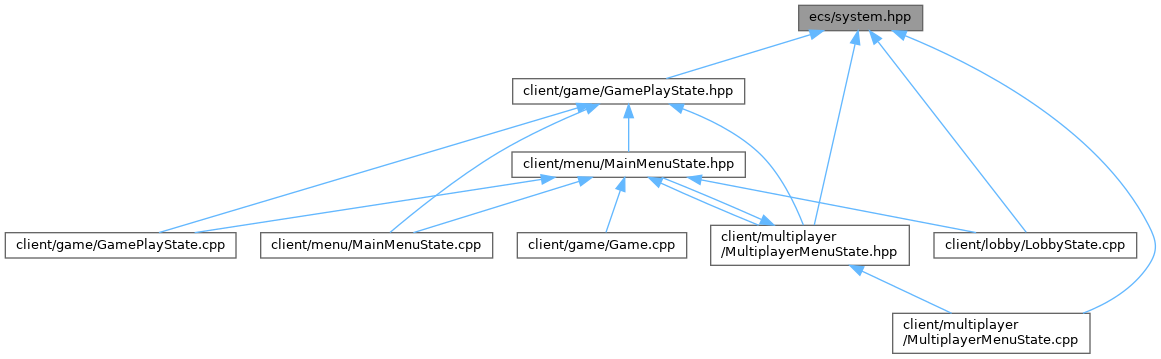 ecs/system.hpp
client/game/GamePlayState.hpp
client/menu/MainMenuState.hpp
client/game/GamePlayState.cpp
client/menu/MainMenuState.cpp
client/game/Game.cpp
client/multiplayer
/MultiplayerMenuState.hpp
client/lobby/LobbyState.cpp
client/multiplayer
/MultiplayerMenuState.cpp